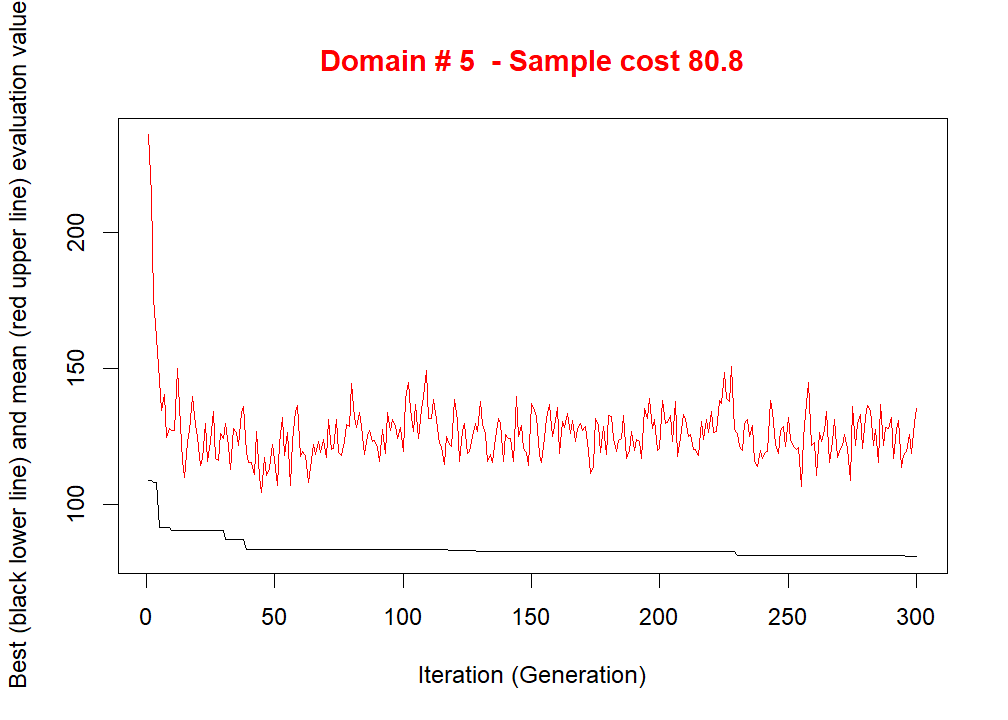 Domain # 5  - Sample cost 80.8
Best (black lower line) and mean (red upper line) evaluation value
200
150
100
0 50 100 150 200 250 300
Iteration (Generation)